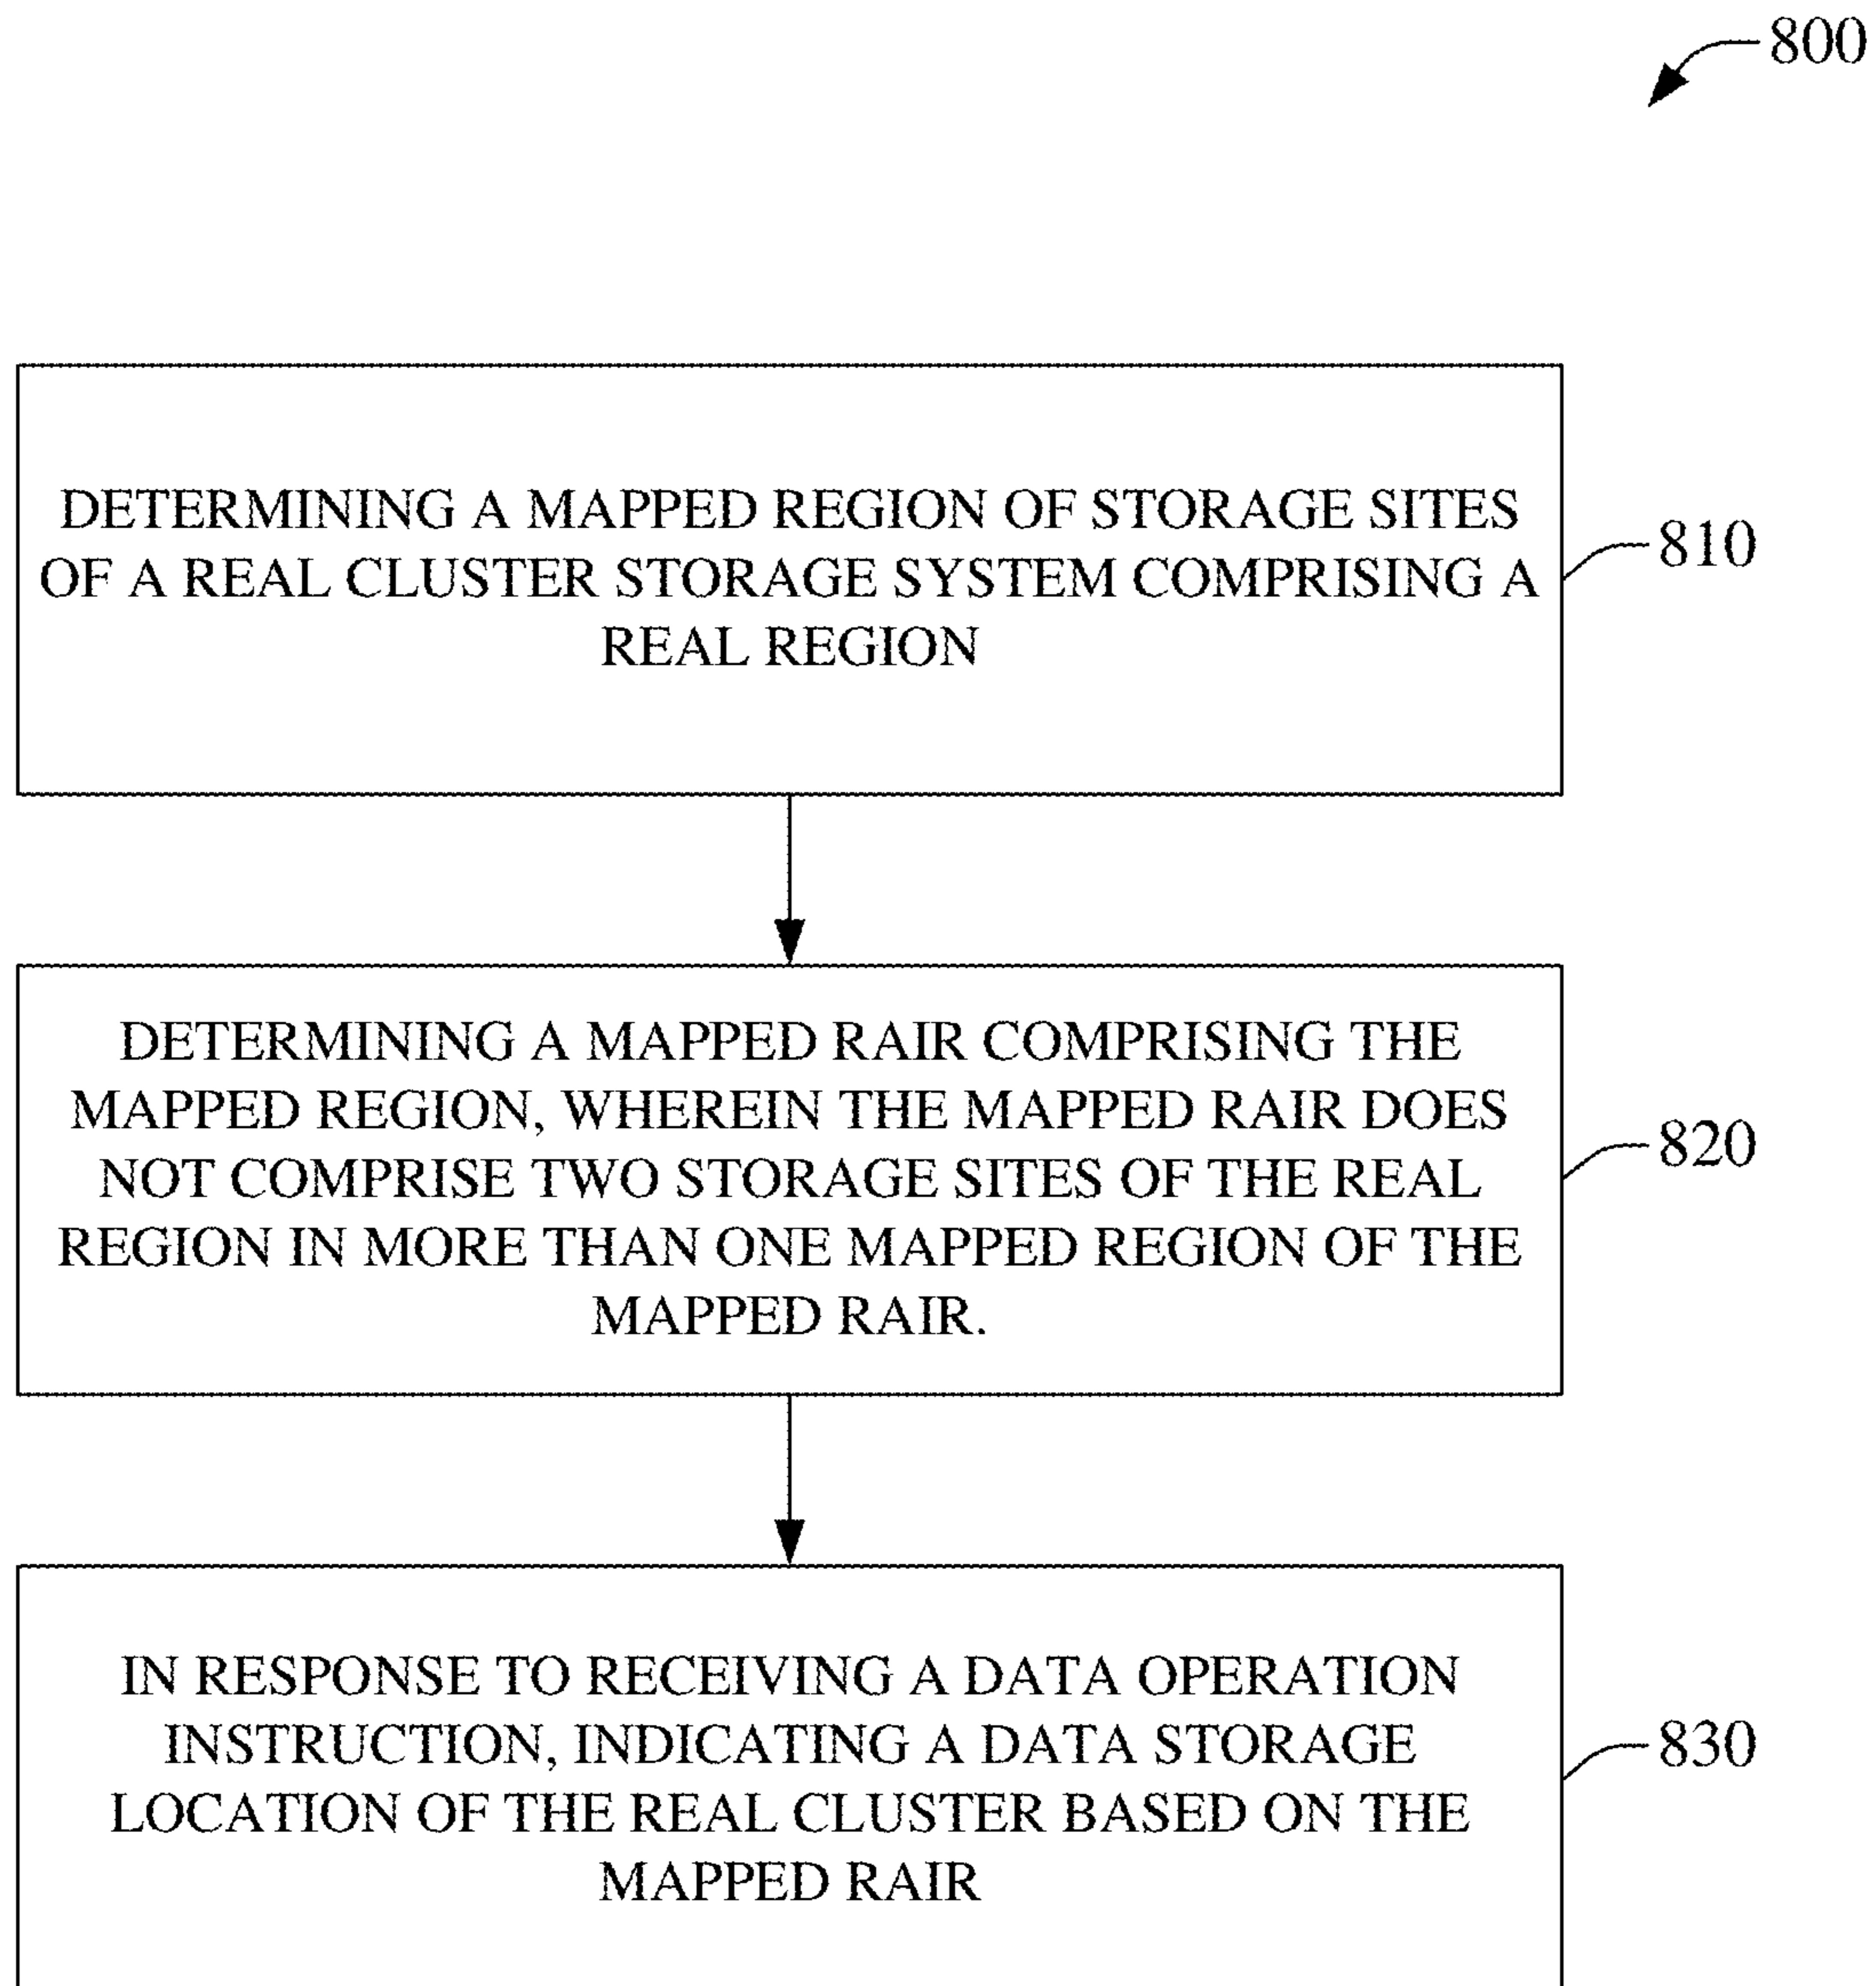 800
DETERMINING A MAPPED REGION OF STORAGE SITES
OF A REAL CLUSTER STORAGE SYSTEM COMPRISING A
REAL REGION
810
DETERMINING A MAPPED RAIR COMPRISING THE
MAPPED REGION, WHEREIN THE MAPPED RAIR DOES
NOT COMPRISE TWO STORAGE SITES OF THE REAL
REGION IN MORE THAN ONE MAPPED REGION OF THE
MAPPED RAIR.
820
IN RESPONSE TO RECEIVING A DATA OPERATION
INSTRUCTION, INDICATING A DATA STORAGE
LOCATION OF THE REAL CLUSTER BASED ON THE
MAPPED RAIR
830